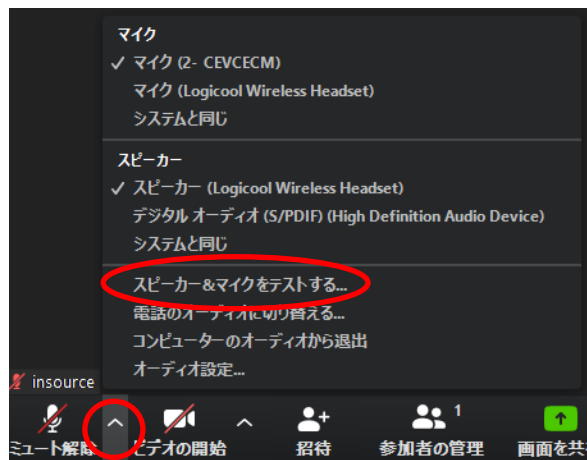 マイク
✓ マイク (2- CEVCECM)
マイク (Logicool Wireless Headset)
システムと同じ
スピーカー
✓ スピーカー (Logicool Wireless Headset)
デジタル オーディオ (S/PDIF) (High Definition Audio Device)
システムと同じ
スピーカー&マイクをテストする...
電話のオーディオに切り替える...
コンピューターのオーディオから退出
オーディオ設定...
insource
1
ミュート解除 ビデオの開始 招待 参加者の管理 画面を共